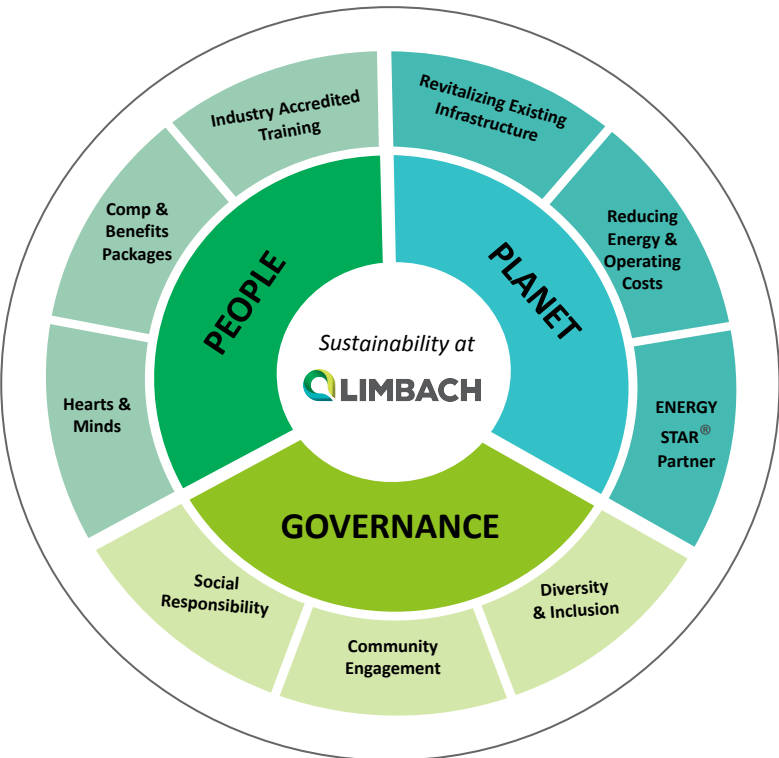 Industry Accredited
Training
Revitalizing Existing
Infrastructure
Comp &
Benefits
Packages
Reducing
Energy &
Operating
Costs
PEOPLE
PLANET
Sustainability at
LIMBACH
Hearts &
Minds
ENERGY
STAR®
Partner
GOVERNANCE
Social
Responsibility
Diversity
& Inclusion
Community
Engagement